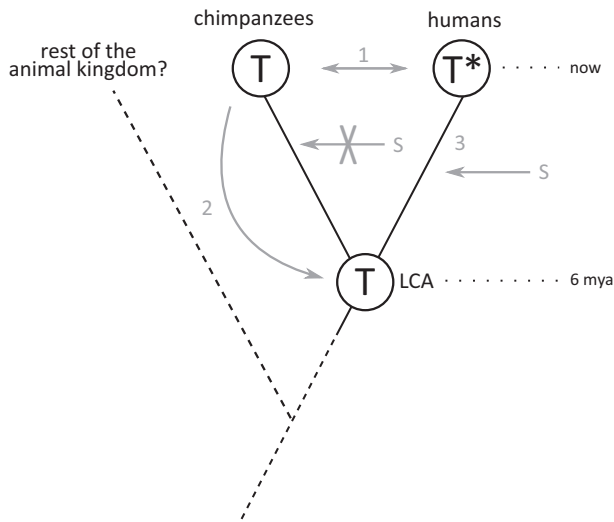 chimpanzees
humans
rest of the
animal kingdom?
T
1
T*
now
S
3
S
2
T
LCA
6 mya